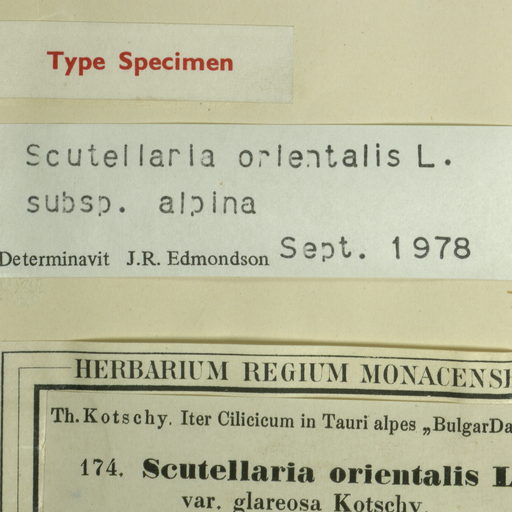 Type Specimen
Scutellaria orientalis L.
subsp. alpina
Determinavit J.R. Edmondson Sept. 1978
HERBARIUM REGIUM MONACENS
Th. Kotschy. Iter Cilicicum in Tauri alpes „BulgarDa
174. Scutellaria orientalis L
var. glareosa Kotschy.